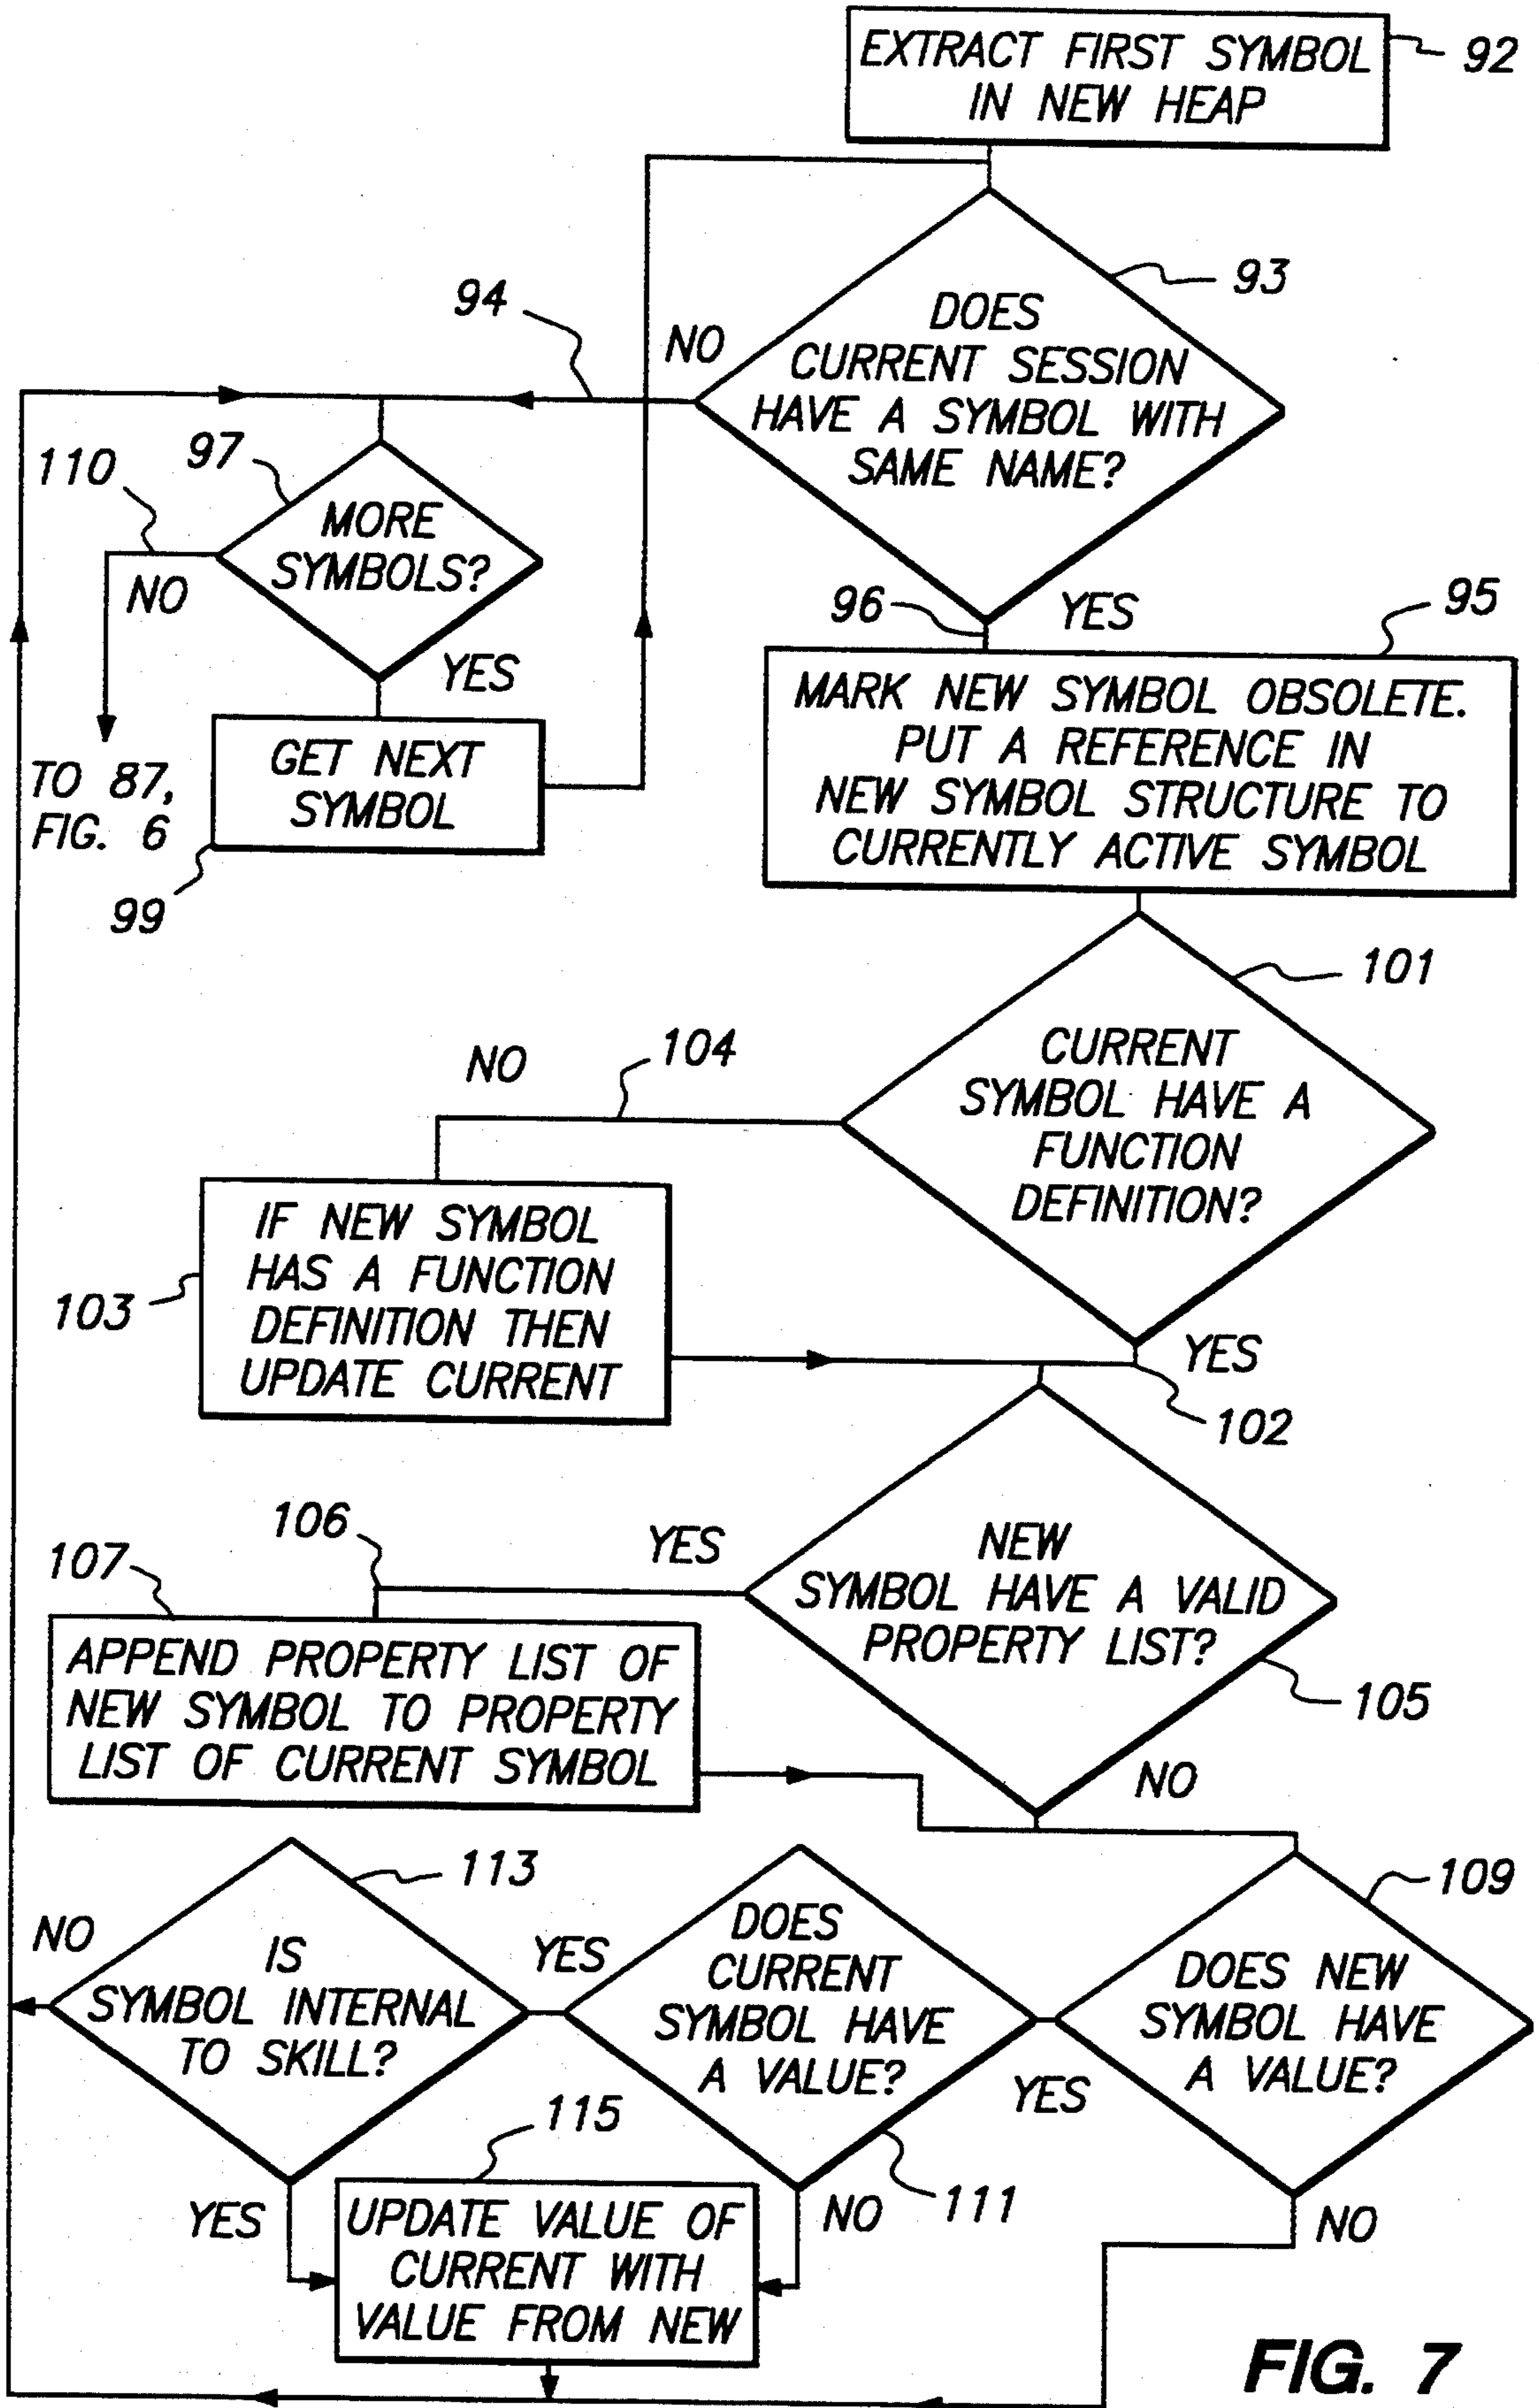 EXTRACT FIRST SYMBOL
IN NEW HEAP
92
93
DOES
CURRENT SESSION
HAVE A SYMBOL WITH
SAME NAME?
94
NO
110
97
MORE
SYMBOLS?
NO
YES
TO 87,
FIG. 6
GET NEXT
SYMBOL
99
96
YES
95
MARK NEW SYMBOL OBSOLETE.
PUT A REFERENCE IN
NEW SYMBOL STRUCTURE TO
CURRENTLY ACTIVE SYMBOL
101
CURRENT
SYMBOL HAVE A
FUNCTION
DEFINITION?
NO
104
IF NEW SYMBOL
HAS A FUNCTION
DEFINITION THEN
UPDATE CURRENT
103
YES
102
106
YES
NEW
SYMBOL HAVE A VALID
PROPERTY LIST?
105
107
APPEND PROPERTY LIST OF
NEW SYMBOL TO PROPERTY
LIST OF CURRENT SYMBOL
NO
113
NO
IS
SYMBOL INTERNAL
TO SKILL?
YES
DOES
CURRENT
SYMBOL HAVE
A VALUE?
109
DOES NEW
SYMBOL HAVE
A VALUE?
YES
115
YES
UPDATE VALUE OF
CURRENT WITH
VALUE FROM NEW
NO
111
NO
FIG. 7